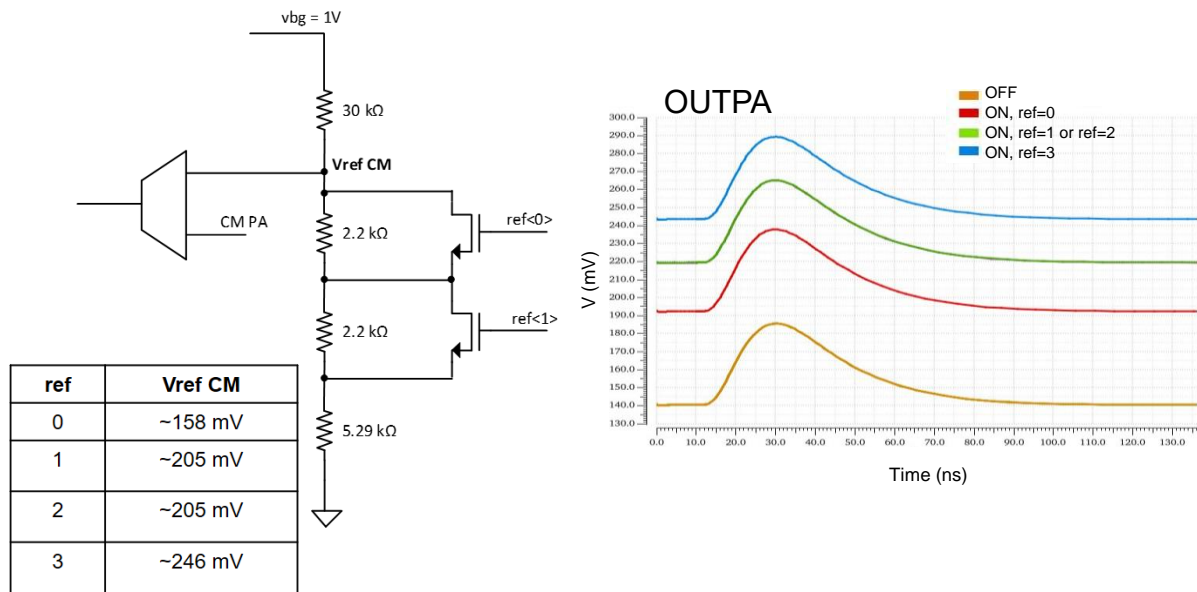 vbg = 1V
30 kΩ
Vref CM
CM PA
ref<0>
2.2 kΩ
ref<1>
2.2 kΩ
5.29 kΩ
ref Vref CM
0 ~158 mV
1 ~205 mV
2 ~205 mV
3 ~246 mV
OUTPA
OFF
ON, ref=0
ON, ref=1 or ref=2
ON, ref=3
V (mV)
300.0
290.0
280.0
270.0
260.0
250.0
240.0
230.0
220.0
210.0
200.0
190.0
180.0
170.0
160.0
150.0
140.0
130.0
0.0 10.0 20.0 30.0 40.0 50.0 60.0 70.0 80.0 90.0 100.0 110.0 120.0 130.0
Time (ns)